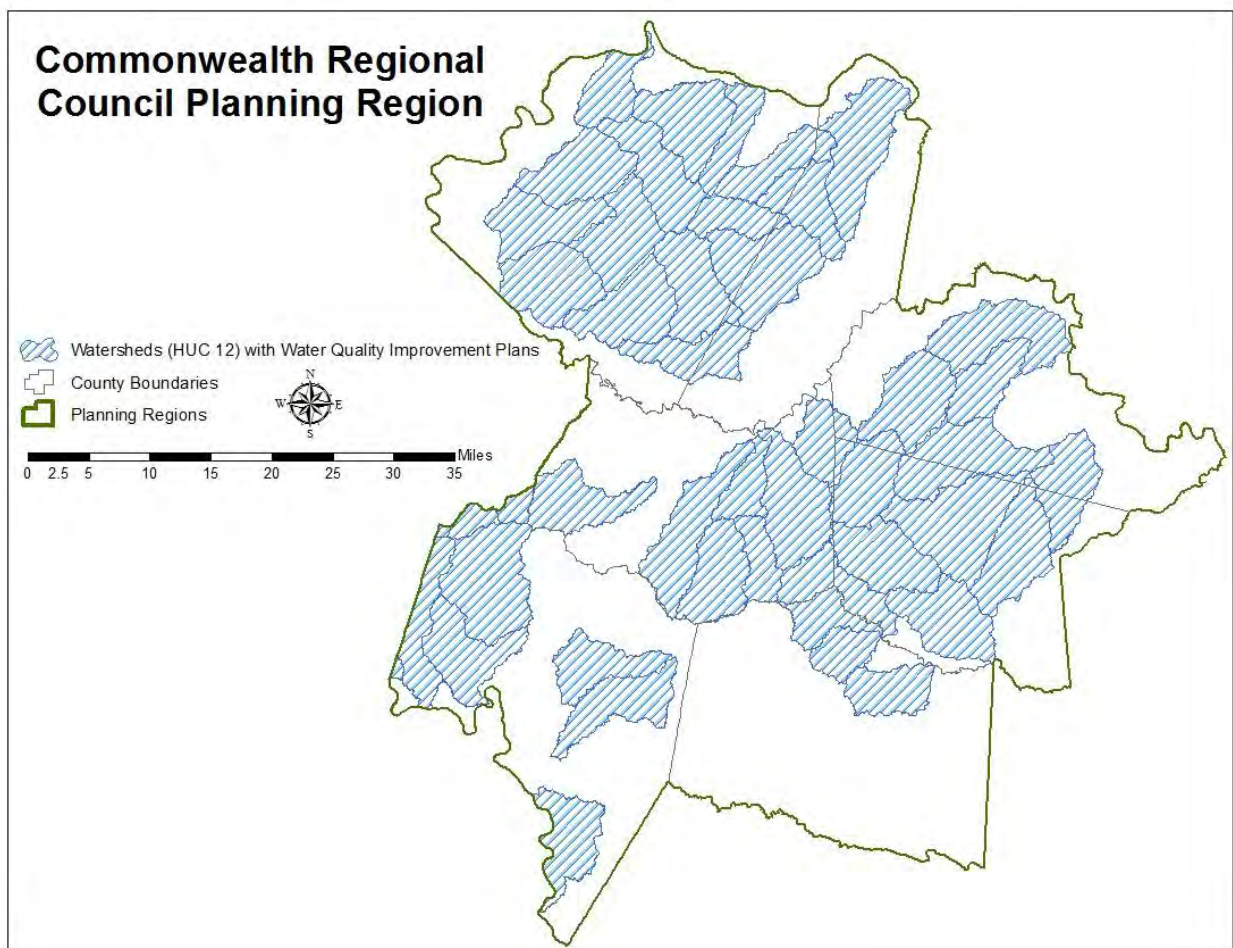 Commonwealth Regional
Council Planning Region
Watersheds (HUC 12) with Water Quality Improvement Plans
County Boundaries
Planning Regions
N
W E
S
Miles
0 2.5 5 10 15 20 25 30 35